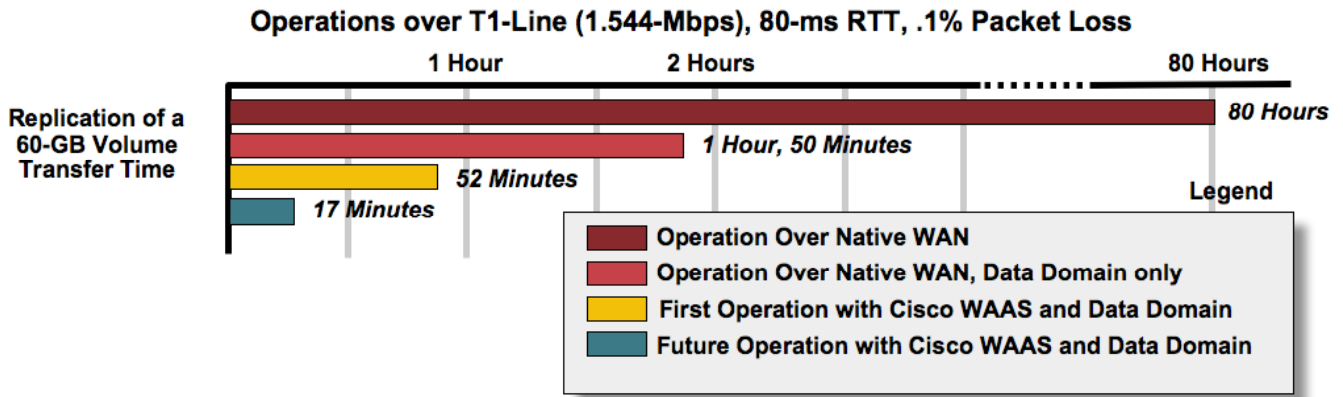 Operations over T1-Line (1.544-Mbps), 80-ms RTT, .1% Packet Loss
1 Hour 2 Hours 80 Hours
Replication of a
60-GB Volume
Transfer Time
80 Hours
1 Hour, 50 Minutes
52 Minutes
17 Minutes
Legend
Operation Over Native WAN
Operation Over Native WAN, Data Domain only
First Operation with Cisco WAAS and Data Domain
Future Operation with Cisco WAAS and Data Domain